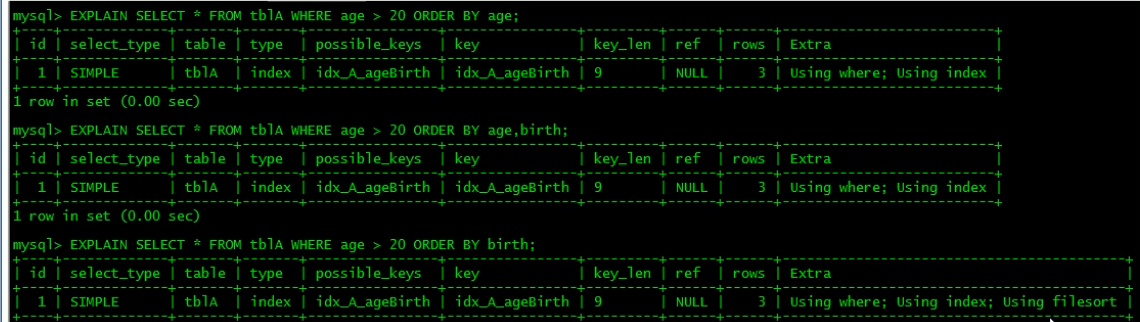 mysql> EXPLAIN SELECT * FROM tblA WHERE age > 20 ORDER BY age;
+----+-------------+-------+-------+---------------+--------------+---------+------+------+--------------------------+
| id | select_type | table | type | possible_keys | key | key_len | ref | rows | Extra |
+----+-------------+-------+-------+---------------+--------------+---------+------+------+--------------------------+
| 1 | SIMPLE | tblA | index | idx_A_ageBirth | idx_A_ageBirth | 9 | NULL | 3 | Using where; Using index |
+----+-------------+-------+-------+---------------+--------------+---------+------+------+--------------------------+
1 row in set (0.00 sec)
mysql> EXPLAIN SELECT * FROM tblA WHERE age > 20 ORDER BY age,birth;
+----+-------------+-------+-------+---------------+--------------+---------+------+------+--------------------------+
| id | select_type | table | type | possible_keys | key | key_len | ref | rows | Extra |
+----+-------------+-------+-------+---------------+--------------+---------+------+------+--------------------------+
| 1 | SIMPLE | tblA | index | idx_A_ageBirth | idx_A_ageBirth | 9 | NULL | 3 | Using where; Using index |
+----+-------------+-------+-------+---------------+--------------+---------+------+------+--------------------------+
1 row in set (0.00 sec)
mysql> EXPLAIN SELECT * FROM tblA WHERE age > 20 ORDER BY birth;
+----+-------------+-------+-------+---------------+--------------+---------+------+------+------------------------------------------+
| id | select_type | table | type | possible_keys | key | key_len | ref | rows | Extra |
+----+-------------+-------+-------+---------------+--------------+---------+------+------+------------------------------------------+
| 1 | SIMPLE | tblA | index | idx_A_ageBirth | idx_A_ageBirth | 9 | NULL | 3 | Using where; Using index; Using filesort |
+----+-------------+-------+-------+---------------+--------------+---------+------+------+------------------------------------------+